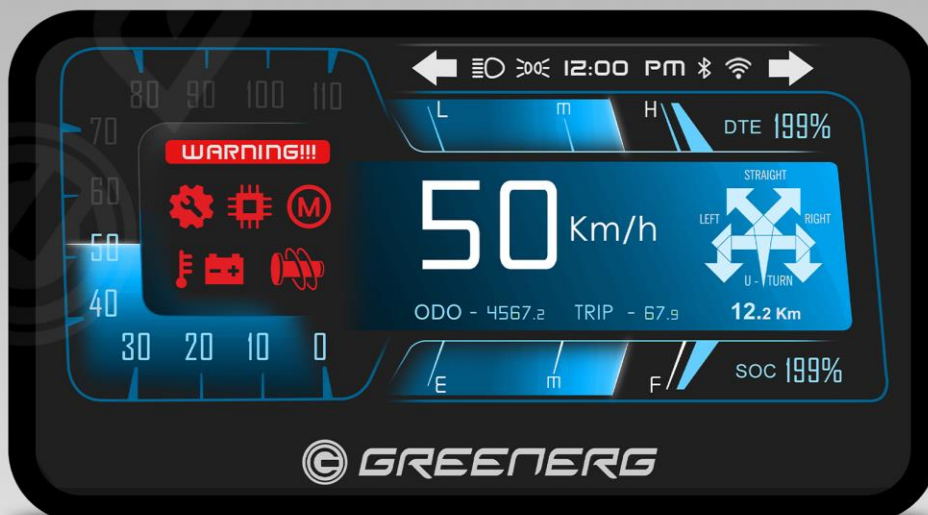 12:00 PM
80 90 100 110
70
60
50
40
30 20 10 0
WARNING!!!
M
L m H
DTE 199%
50 Km/h
STRAIGHT
LEFT RIGHT
U - TURN
ODO - 4567.2 TRIP - 67.9 12.2 Km
E m F
SOC 199%
G GREENERG